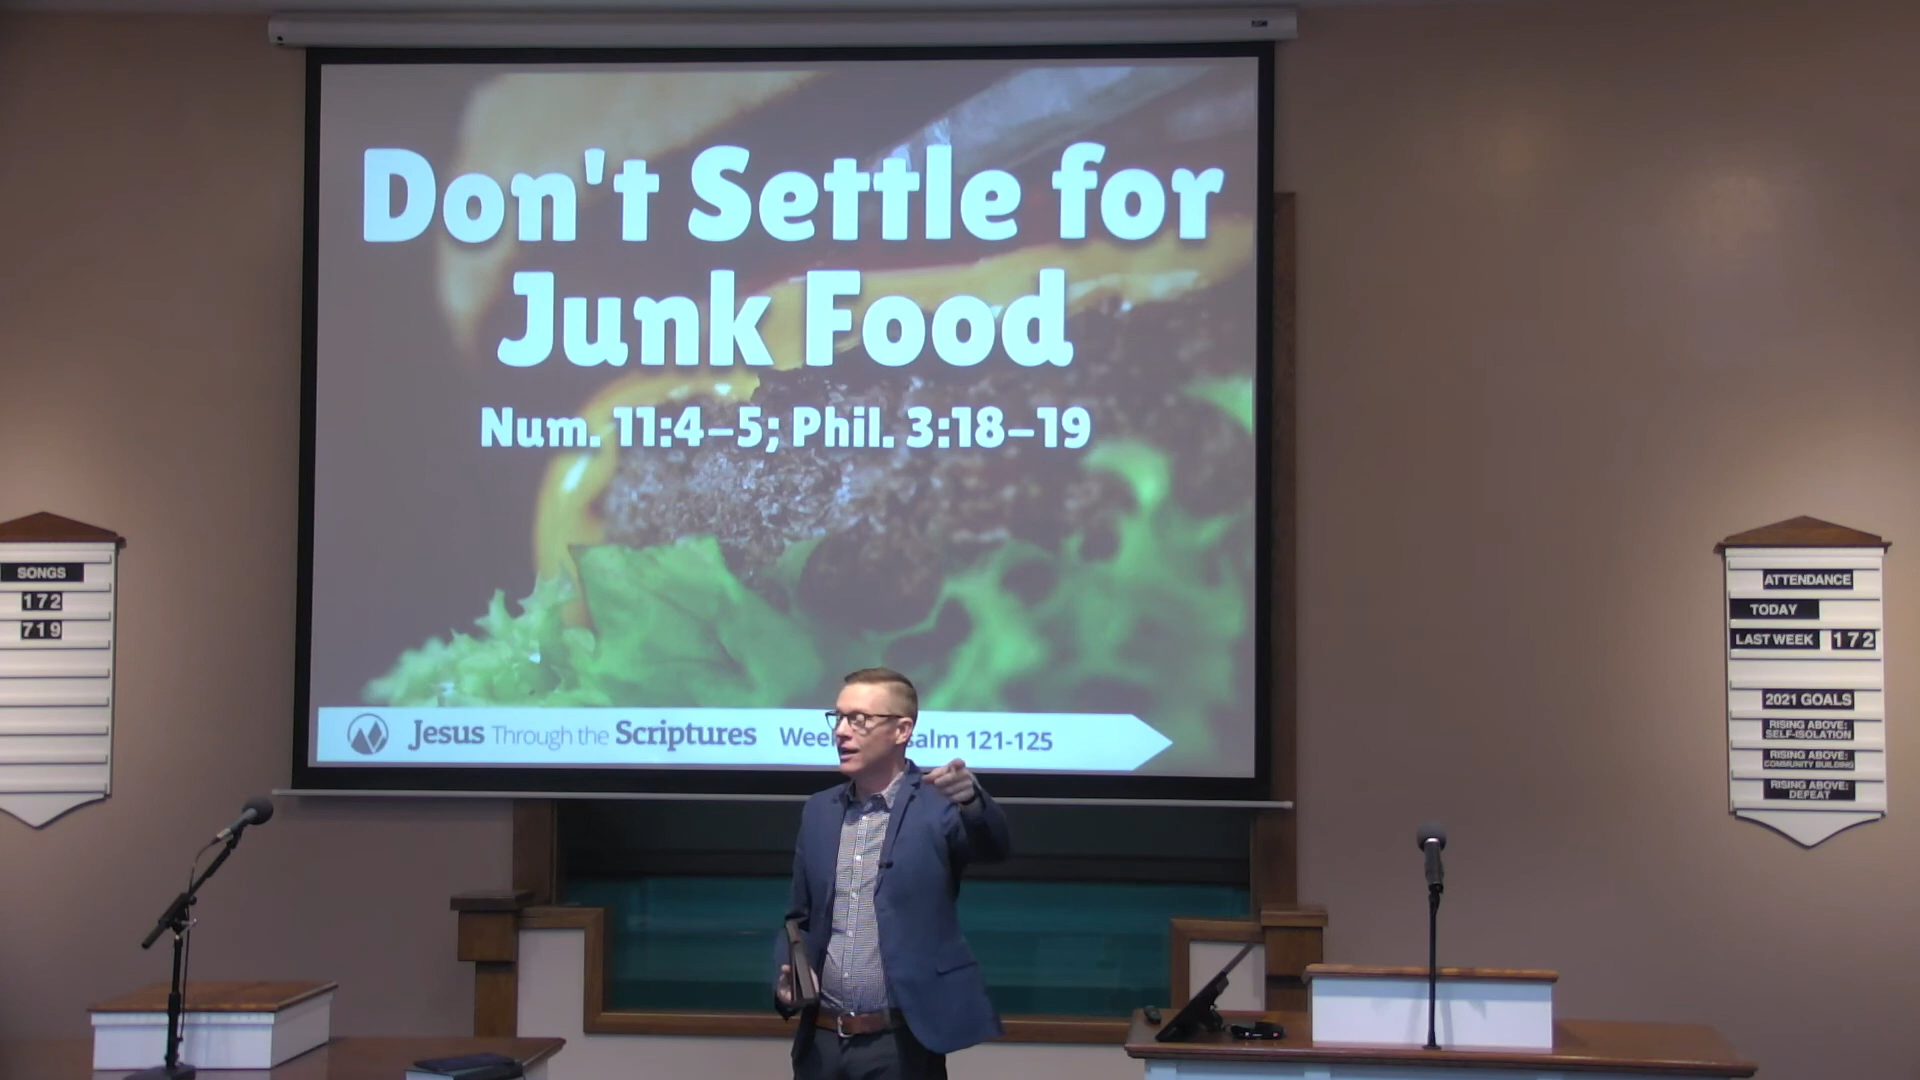 Don't Settle for
Junk Food
Num. 11:4–5; Phil. 3:18–19
Jesus Through the Scriptures
121-125
SONGS
172
719
ATTENDANCE
TODAY
LAST WEEK 172
2021 GOALS
RISING ABOVE:
SELF-ISOLATION
RISING ABOVE:
COMMUNITY BUILDING
RISING ABOVE:
DEFEAT